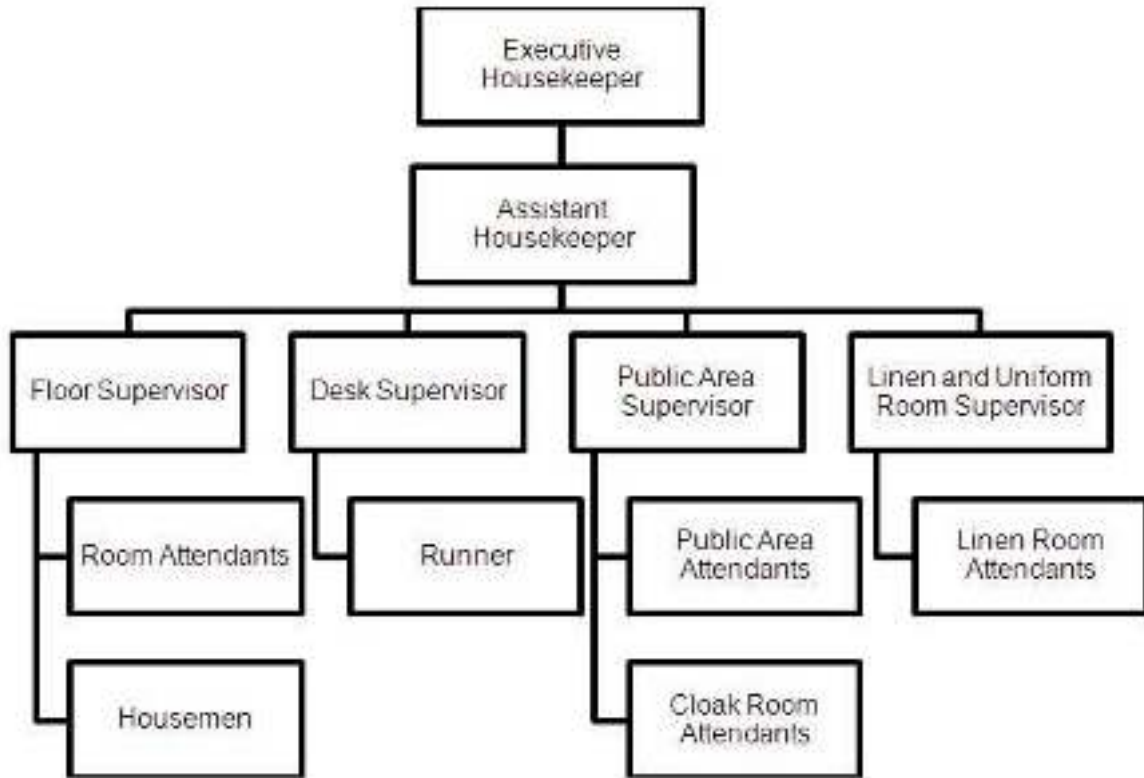 Executive
Housekeeper
Assistant
Housekeeper
Floor Supervisor
Desk Supervisor
Public Area
Supervisor
Linen and Uniform
Room Supervisor
Room Attendants
Runner
Public Area
Attendants
Linen Room
Attendants
Housemen
Cloak Room
Attendants